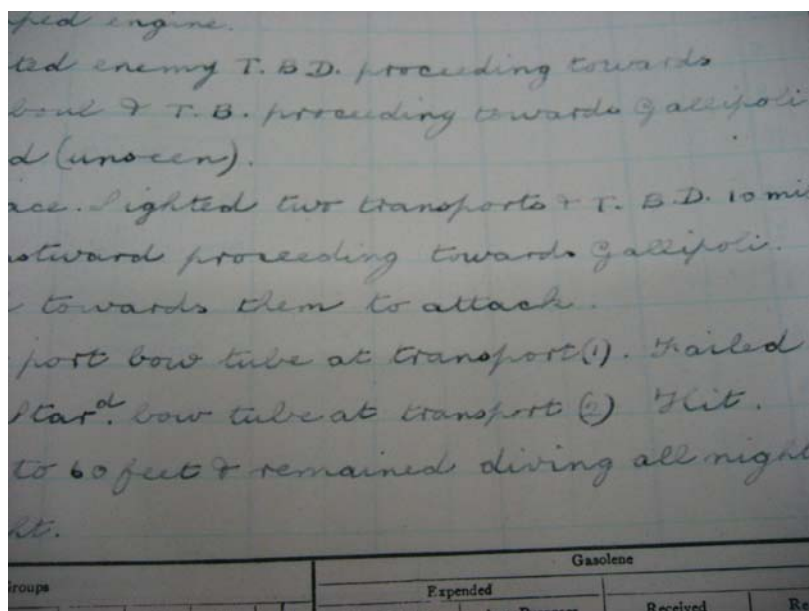 ped engine.
ted enemy T.B.D. proceeding towards
boul & T.B. proceeding towards Gallipoli
d (unseen).
ace. Sighted two transports & T.B.D. 10 mi
stward proceeding towards Gallipoli.
towards them to attack.
port bow tube at transport (1). Failed
Star^d. bow tube at transport (2) Hit.
to 60 feet & remained diving all night
ht.
Groups
Gasolene
Expended
Received